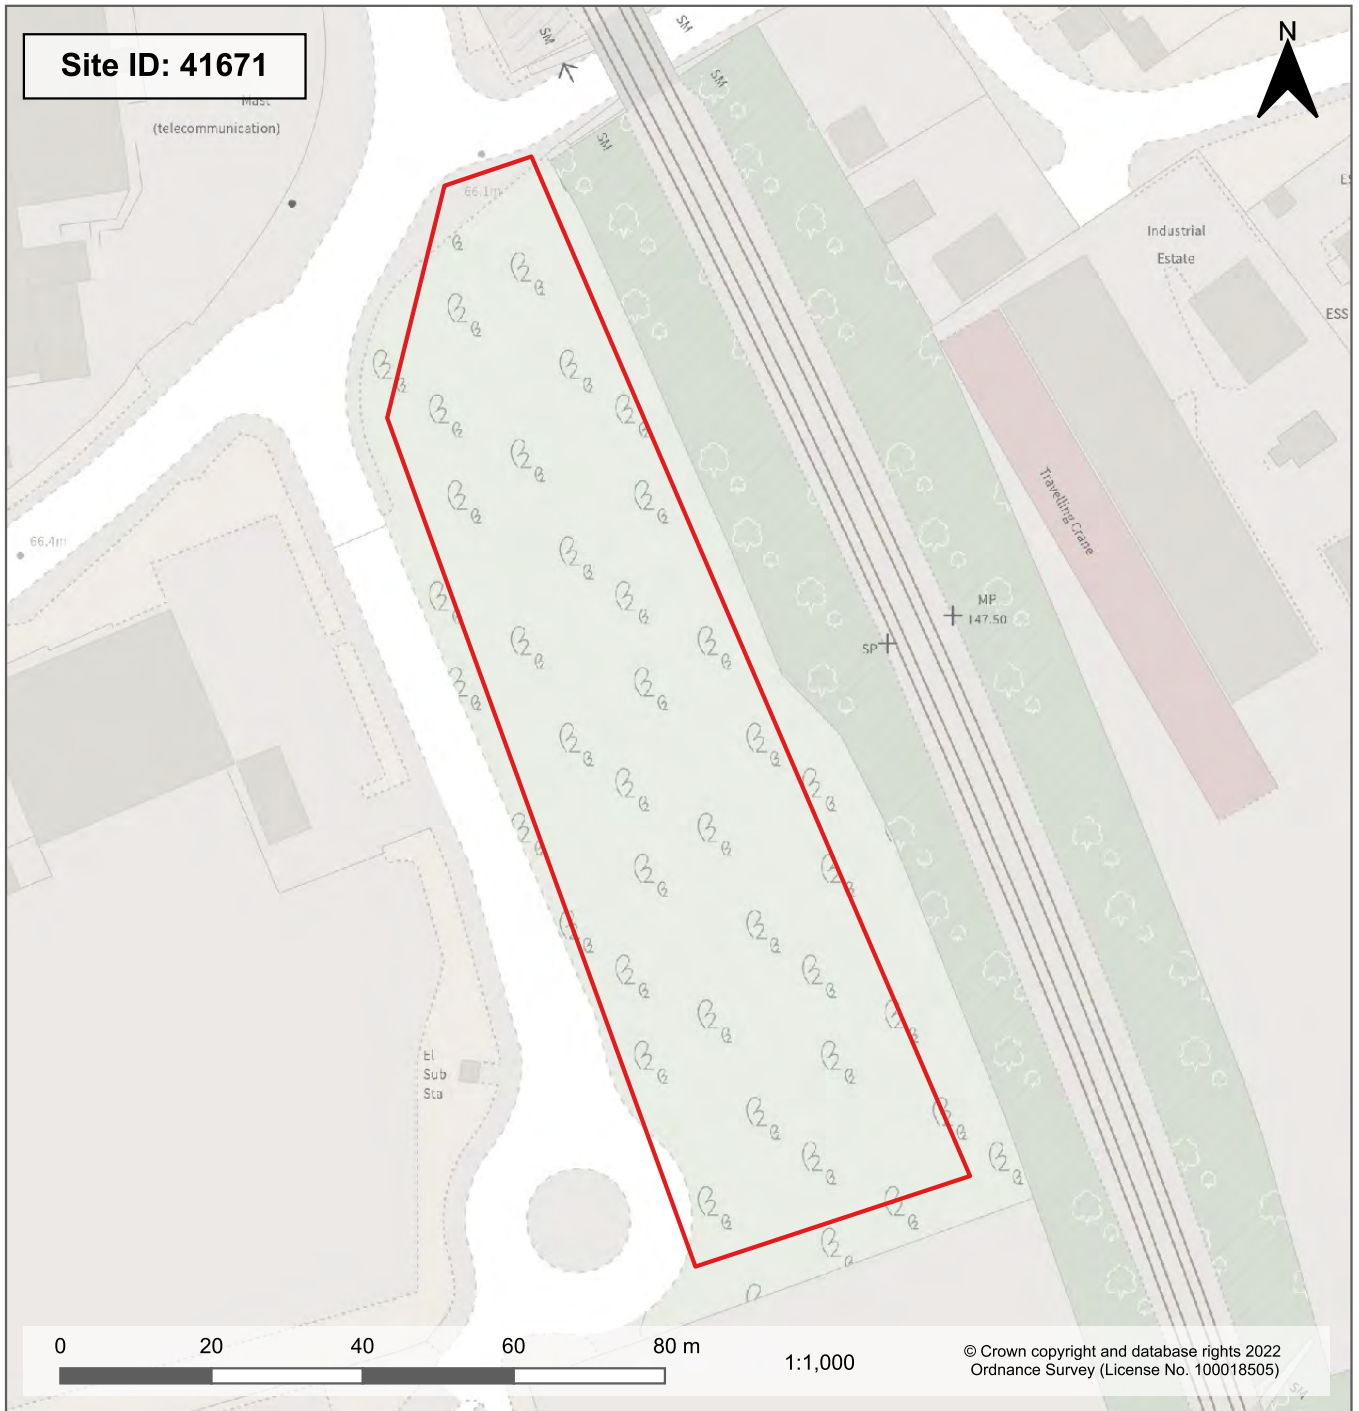 Site ID: 41671
N
SM
SM
SM
SM
Mast
(telecommunication)
66.1m
Industrial
Estate
ESS
Travelling Crane
66.4m
MP
147.50
SP
El
Sub
Sta
0 20 40 60 80 m
1:1,000
© Crown copyright and database rights 2022
Ordnance Survey (License No. 100018505)
SM